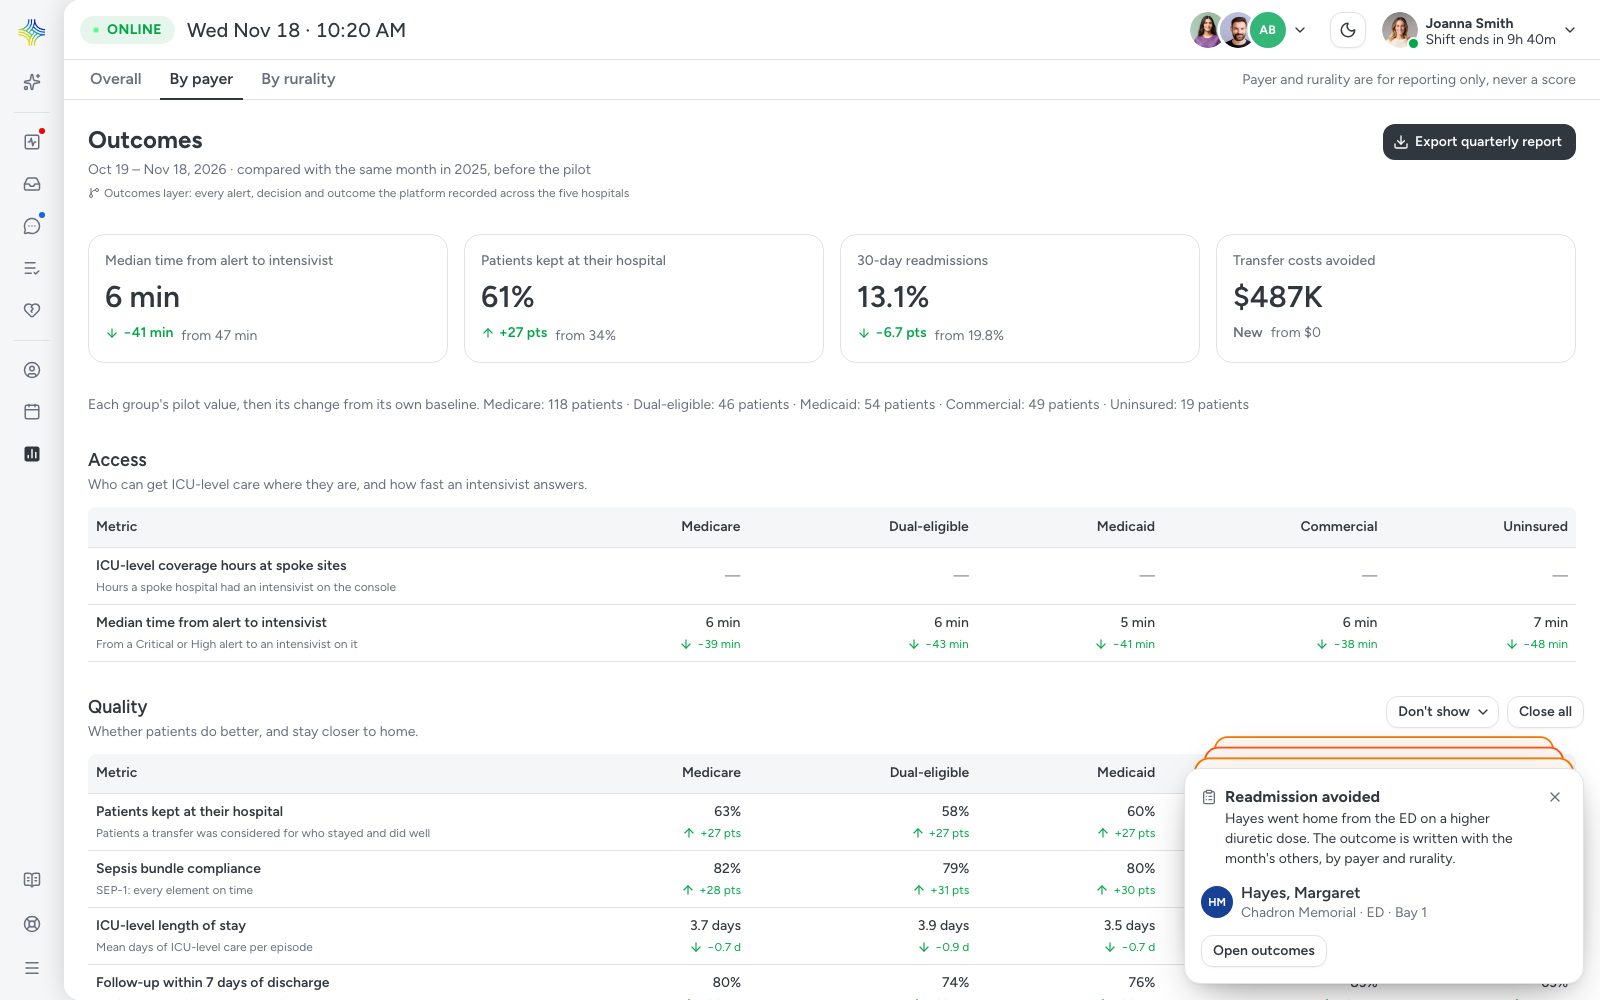 ONLINE Wed Nov 18 · 10:20 AM
AB
Joanna Smith
Shift ends in 9h 40m
Overall By payer By rurality
Payer and rurality are for reporting only, never a score
Outcomes
Export quarterly report
Oct 19 – Nov 18, 2026 · compared with the same month in 2025, before the pilot
Outcomes layer: every alert, decision and outcome the platform recorded across the five hospitals
Median time from alert to intensivist
6 min
−41 min from 47 min
Patients kept at their hospital
61%
+27 pts from 34%
30-day readmissions
13.1%
−6.7 pts from 19.8%
Transfer costs avoided
$487K
New from $0
Each group's pilot value, then its change from its own baseline. Medicare: 118 patients · Dual-eligible: 46 patients · Medicaid: 54 patients · Commercial: 49 patients · Uninsured: 19 patients
Access
Who can get ICU-level care where they are, and how fast an intensivist answers.
Metric Medicare Dual-eligible Medicaid Commercial Uninsured
ICU-level coverage hours at spoke sites — — — — —
Hours a spoke hospital had an intensivist on the console
Median time from alert to intensivist 6 min 6 min 5 min 6 min 7 min
From a Critical or High alert to an intensivist on it −39 min −43 min −41 min −38 min −48 min
Quality
Whether patients do better, and stay closer to home.
Don't show Close all
Metric Medicare Dual-eligible Medicaid
Patients kept at their hospital 63% 58% 60%
Patients a transfer was considered for who stayed and did well +27 pts +27 pts +27 pts
Sepsis bundle compliance 82% 79% 80%
SEP-1: every element on time +28 pts +31 pts +30 pts
ICU-level length of stay 3.7 days 3.9 days 3.5 days
Mean days of ICU-level care per episode −0.7 d −0.9 d −0.7 d
Follow-up within 7 days of discharge 80% 74% 76%
Readmission avoided
Hayes went home from the ED on a higher
diuretic dose. The outcome is written with the
month's others, by payer and rurality.
HM
Hayes, Margaret
Chadron Memorial · ED · Bay 1
Open outcomes